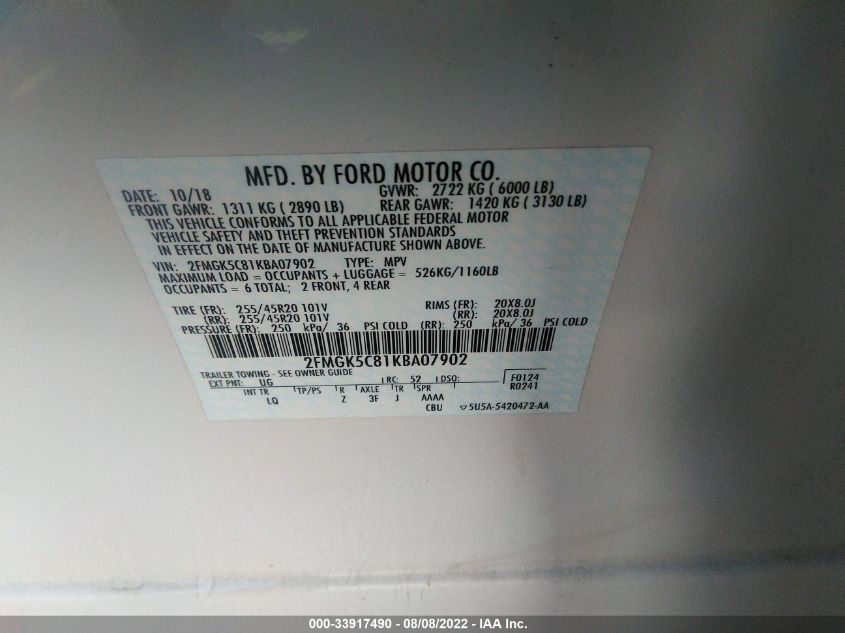 MFD. BY FORD MOTOR CO.
DATE: 10/18 GVWR: 2722 KG ( 6000 LB)
FRONT GAWR: 1311 KG ( 2890 LB) REAR GAWR: 1420 KG ( 3130 LB)
THIS VEHICLE CONFORMS TO ALL APPLICABLE FEDERAL MOTOR
VEHICLE SAFETY AND THEFT PREVENTION STANDARDS
IN EFFECT ON THE DATE OF MANUFACTURE SHOWN ABOVE.
VIN: 2FMGK5C81KBA07902 TYPE: MPV
MAXIMUM LOAD = OCCUPANTS + LUGGAGE = 526KG/1160LB
OCCUPANTS = 6 TOTAL; 2 FRONT, 4 REAR
TIRE (FR): 255/45R20 101V RIMS (FR): 20X8.0J
(RR): 255/45R20 101V (RR): 20X8.0J
PRESSURE (FR): 250 kPa/ 36 PSI COLD (RR): 250 kPa/ 36 PSI COLD
2FMGK5C81KBA07902
TRAILER TOWING - SEE OWNER GUIDE
EXT PNT: UG RC: 52 DSO: F0124
R0241
INT TR TP/PS R AXLE TR SPR
LQ Z 3F J AAAA
CBU 5U5A-5420472-AA
000-33917490 - 08/08/2022 - IAA Inc.